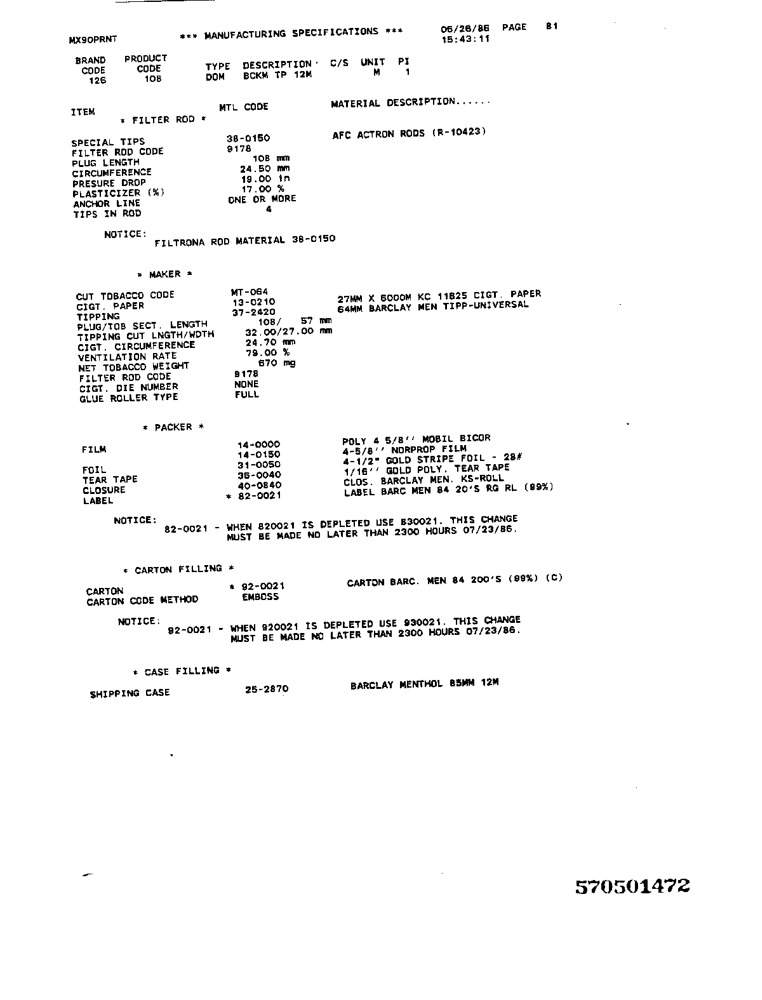 MX90PRNT *** MANUFACTURING SPECIFICATIONS *** 06/26/86 PAGE 81
15:43:11
BRAND PRODUCT
CODE CODE TYPE DESCRIPTION C/S UNIT PI
126 108 DOM BCKM TP 12M M 1
ITEM MTL CODE MATERIAL DESCRIPTION......
* FILTER ROD *
SPECIAL TIPS 38-0150 AFC ACTRON RODS (R-10423)
FILTER ROD CODE 9178
PLUG LENGTH 108 mm
CIRCUMFERENCE 24.50 mm
PRESURE DROP 19.00 in
PLASTICIZER (%) 17.00 %
ANCHOR LINE ONE OR MORE
TIPS IN ROD 4
NOTICE:
FILTRONA ROD MATERIAL 38-0150
* MAKER *
CUT TOBACCO CODE MT-064
CIGT. PAPER 13-0210 27MM X 6000M KC 11825 CIGT. PAPER
TIPPING 37-2420 64MM BARCLAY MEN TIPP-UNIVERSAL
PLUG/TOB SECT. LENGTH 108/ 57 mm
TIPPING CUT LNGTH/WDTH 32.00/27.00 mm
CIGT. CIRCUMFERENCE 24.70 mm
VENTILATION RATE 79.00 %
NET TOBACCO WEIGHT 670 mg
FILTER ROD CODE 9178
CIGT. DIE NUMBER NONE
GLUE ROLLER TYPE FULL
* PACKER *
FILM 14-0000 POLY 4 5/8'' MOBIL BICOR
14-0150 4-5/8'' NORPROP FILM
FOIL 31-0050 4-1/2" GOLD STRIPE FOIL - 28#
TEAR TAPE 36-0040 1/16'' GOLD POLY. TEAR TAPE
CLOSURE 40-0840 CLOS. BARCLAY MEN. KS-ROLL
LABEL * 82-0021 LABEL BARC MEN 84 20'S RG RL (99%)
NOTICE:
82-0021 - WHEN 820021 IS DEPLETED USE 830021. THIS CHANGE
MUST BE MADE NO LATER THAN 2300 HOURS 07/23/86.
* CARTON FILLING *
CARTON * 92-0021 CARTON BARC. MEN 84 200'S (99%) (C)
CARTON CODE METHOD EMBOSS
NOTICE:
92-0021 - WHEN 920021 IS DEPLETED USE 930021. THIS CHANGE
MUST BE MADE NO LATER THAN 2300 HOURS 07/23/86.
* CASE FILLING *
SHIPPING CASE 25-2870 BARCLAY MENTHOL 85MM 12M
570501472